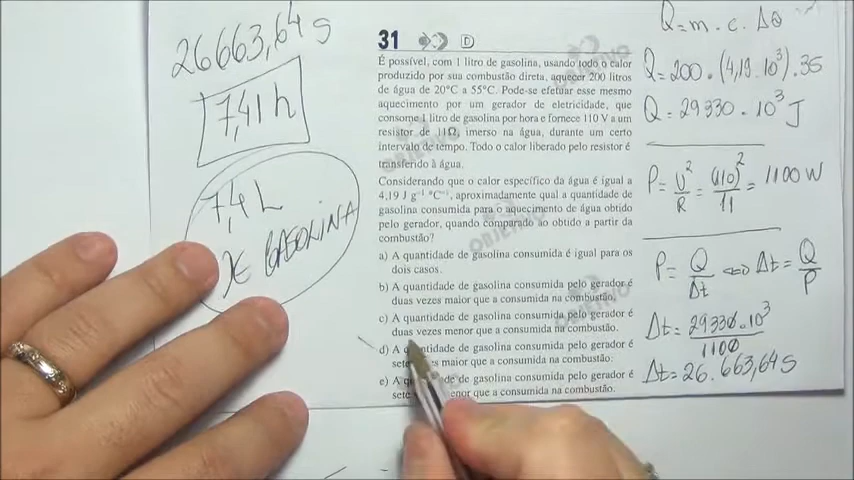 26663,64 s
7,41 h
7,4 L
DE GASOLINA
31 D
É possível, com 1 litro de gasolina, usando todo o calor
produzido por sua combustão direta, aquecer 200 litros
de água de 20°C a 55°C. Pode-se efetuar esse mesmo
aquecimento por um gerador de eletricidade, que
consome 1 litro de gasolina por hora e fornece 110 V a um
resistor de 11Ω, imerso na água, durante um certo
intervalo de tempo. Todo o calor liberado pelo resistor é
transferido à água.
Considerando que o calor específico da água é igual a
4,19 J g⁻¹ °C⁻¹, aproximadamente qual a quantidade de
gasolina consumida para o aquecimento de água obtido
pelo gerador, quando comparado ao obtido a partir da
combustão?
a) A quantidade de gasolina consumida é igual para os
dois casos.
b) A quantidade de gasolina consumida pelo gerador é
duas vezes maior que a consumida na combustão.
c) A quantidade de gasolina consumida pelo gerador é
duas vezes menor que a consumida na combustão.
d) A quantidade de gasolina consumida pelo gerador é
sete vezes maior que a consumida na combustão.
e) A quantidade de gasolina consumida pelo gerador é
sete menor que a consumida na combustão.
Q = m . c . Δθ
Q = 200 . (4,19 . 10³) . 35
Q = 29330 . 10³ J
P = U²/R = (110)²/11 = 1100 W
P = Q/Δt ⇔ Δt = Q/P
Δt = 29330 . 10³/1100
Δt = 26.663,64 s